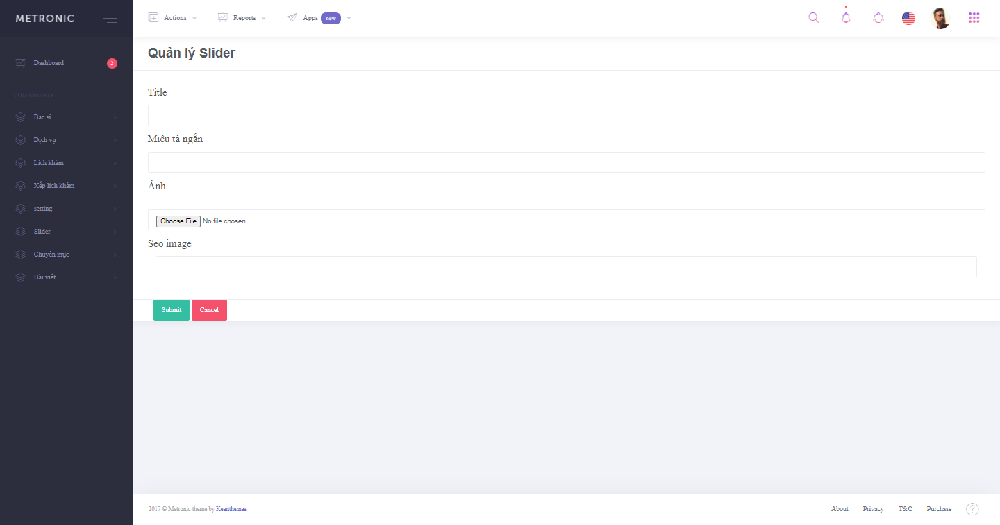 METRONIC
Actions
Reports
Apps new
Quản lý Slider
Dashboard 2
COMPONENTS
Bác sĩ
Dịch vụ
Lịch khám
Xếp lịch khám
setting
Slider
Chuyên mục
Bài viết
Title
Miêu tả ngắn
Ảnh
Choose File No file chosen
Seo image
Submit Cancel
2017 © Metronic theme by Keenthemes
About Privacy T&C Purchase ?